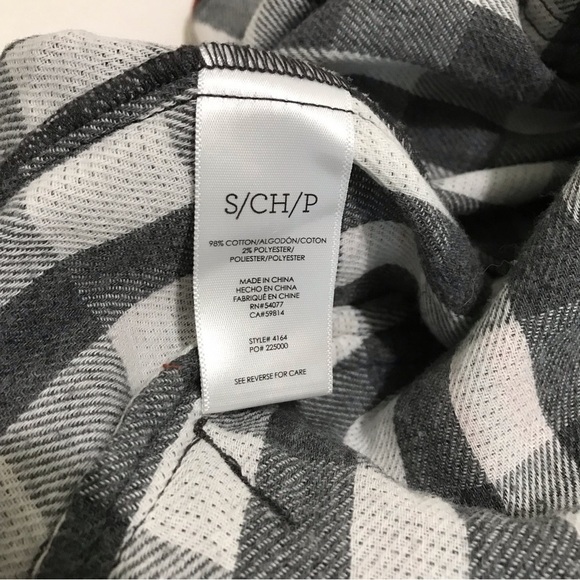 S/CH/P
98% COTTON/ALGODÓN/COTON
2% POLYESTER/
POLIESTER/POLYESTER
MADE IN CHINA
HECHO EN CHINA
FABRIQUÉ EN CHINE
RN#54077
CA#59814
STYLE# 4164
PO# 225000
SEE REVERSE FOR CARE